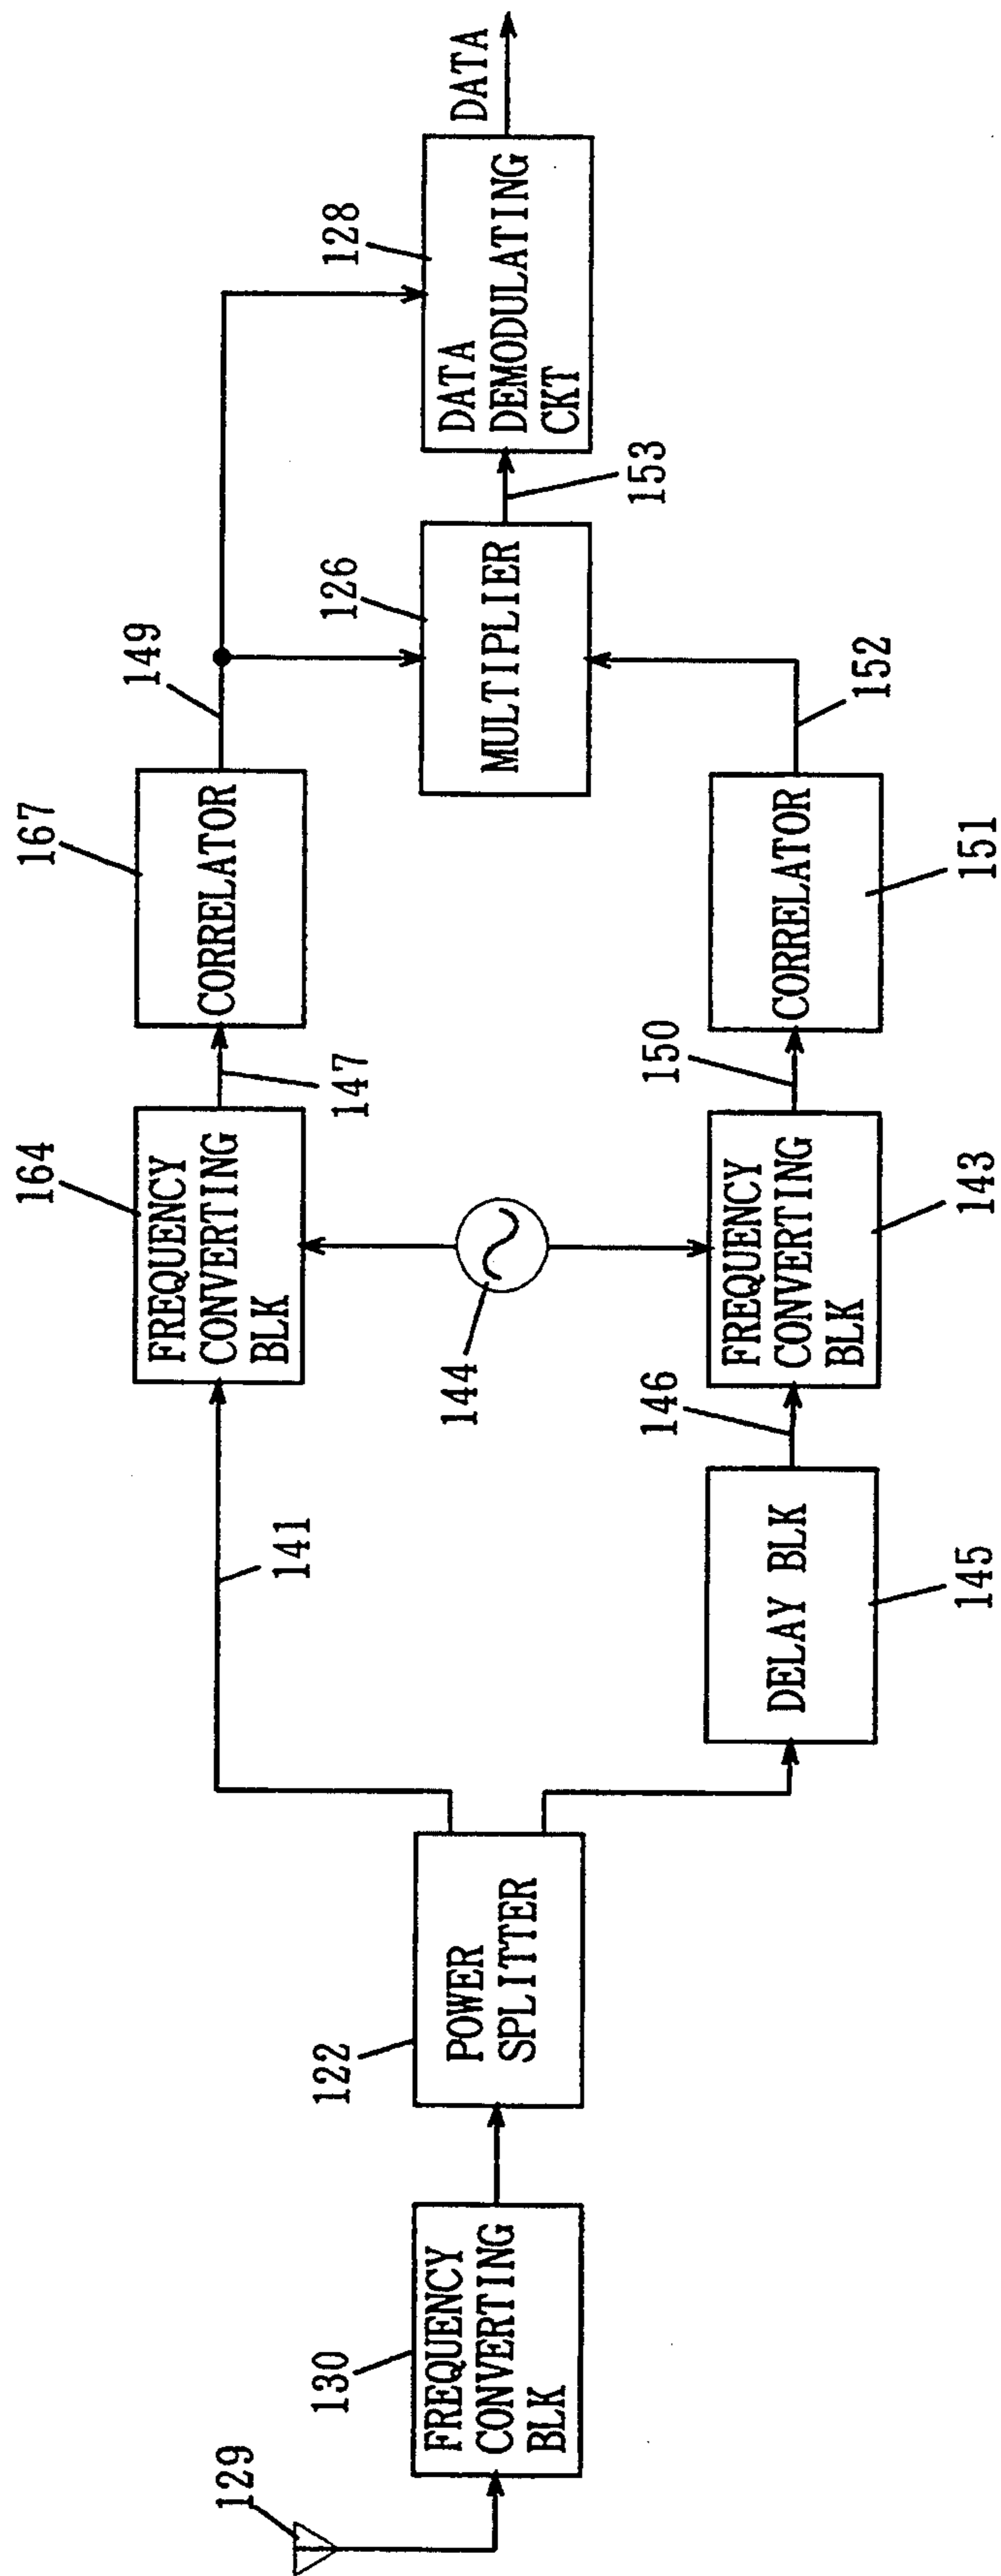 129
130
FREQUENCY
CONVERTING
BLK
122
POWER
SPLITTER
141
164
FREQUENCY
CONVERTING
BLK
147
167
CORRELATOR
149
144
145
DELAY BLK
146
143
FREQUENCY
CONVERTING
BLK
150
151
CORRELATOR
152
126
MULTIPLIER
153
128
DATA
DEMODULATING
CKT
DATA